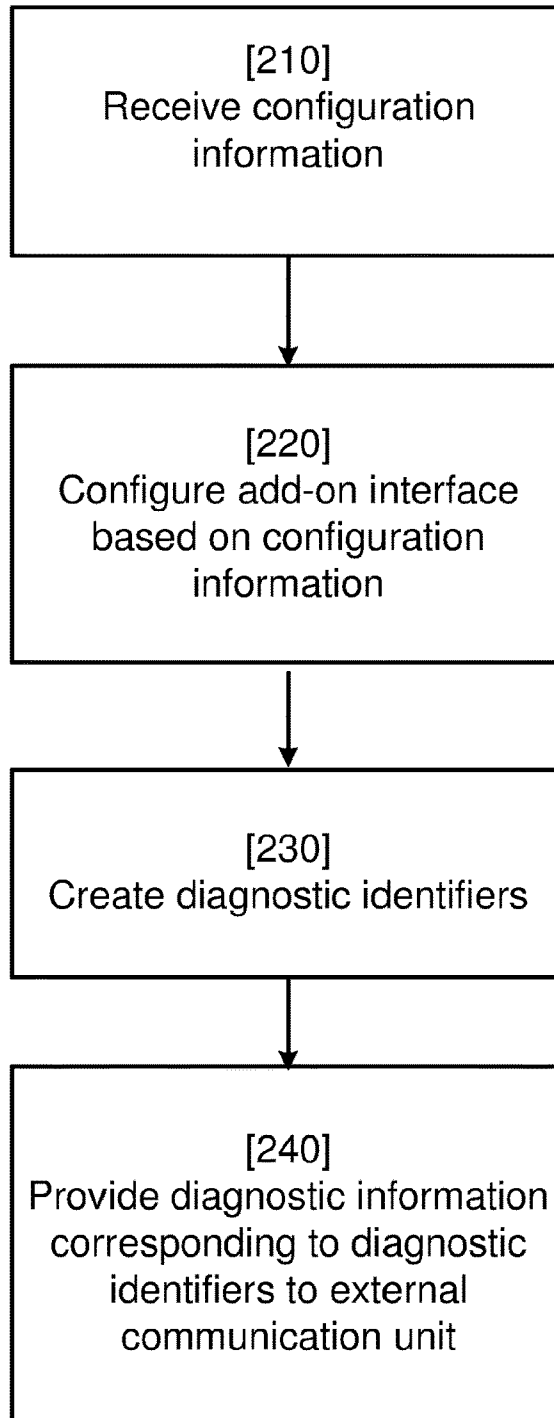 [210]
Receive configuration
information
[220]
Configure add-on interface
based on configuration
information
[230]
Create diagnostic identifiers
[240]
Provide diagnostic information
corresponding to diagnostic
identifiers to external
communication unit